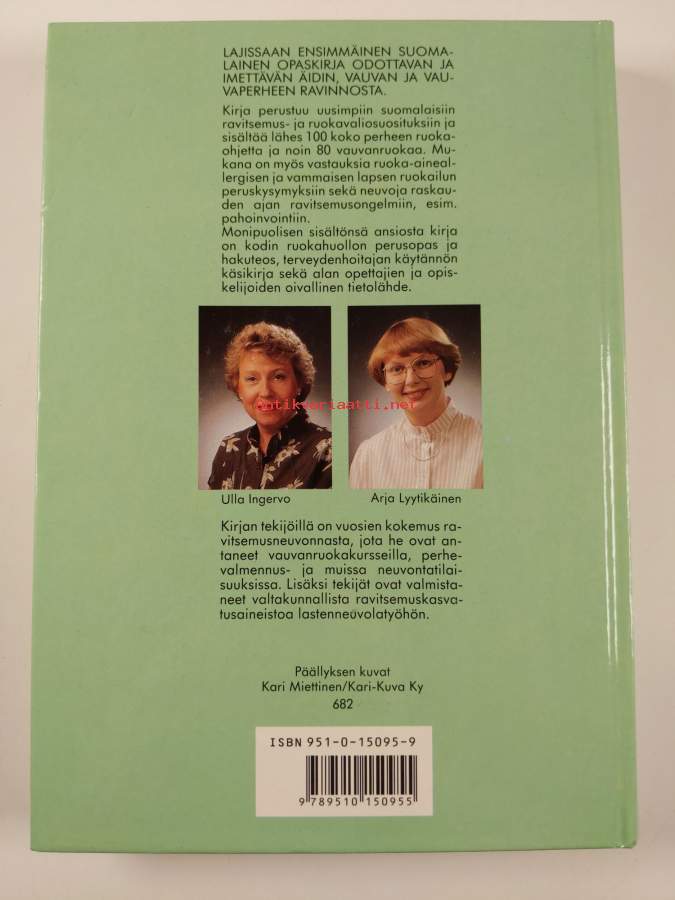 LAJISSAAN ENSIMMÄINEN SUOMA-
LAINEN OPASKIRJA ODOTTAVAN JA
IMETTÄVÄN ÄIDIN, VAUVAN JA VAU-
VAPERHEEN RAVINNOSTA.
Kirja perustuu uusimpiin suomalaisiin
ravitsemus- ja ruokavaliosuosituksiin ja
sisältää lähes 100 koko perheen ruoka-
ohjetta ja noin 80 vauvanruokaa. Mu-
kana on myös vastauksia ruoka-aineal-
lergisen ja vammaisen lapsen ruokailun
peruskysymyksiin sekä neuvoja raskau-
den ajan ravitsemusongelmiin, esim.
pahoinvointiin.
Monipuolisen sisältönsä ansiosta kirja
on kodin ruokahuollon perusopas ja
hakuteos, terveydenhoitajan käytännön
käsikirja sekä alan opettajien ja opis-
kelijoiden oivallinen tietolähde.
antikvariaatti.net
Ulla Ingervo
Arja Lyytikäinen
Kirjan tekijöillä on vuosien kokemus ra-
vitsemusneuvonnasta, jota he ovat an-
taneet vauvanruokakursseilla, perhe-
valmennus- ja muissa neuvontatilai-
suuksissa. Lisäksi tekijät ovat valmista-
neet valtakunnallista ravitsemuskasva-
tusaineistoa lastenneuvolatyöhön.
Päällyksen kuvat
Kari Miettinen/Kari-Kuva Ky
682
ISBN 951-0-15095-9
9 789510 150955